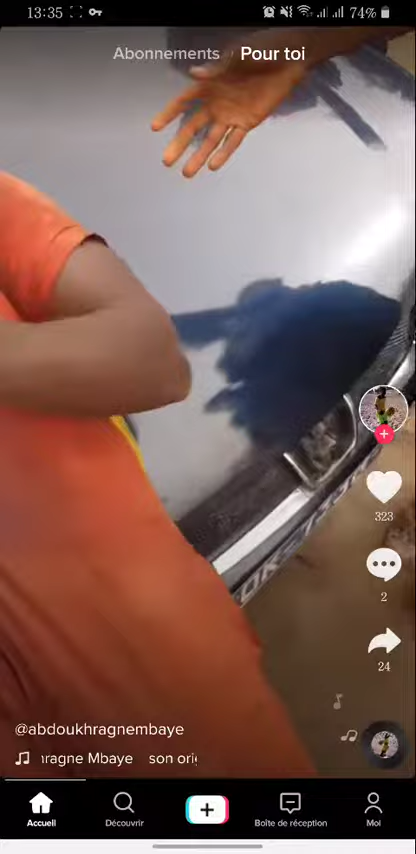 13:35
74%
Abonnements
Pour toi
323
2
24
@abdoukhragnembaye
ragne Mbaye son ori
Accueil
Découvrir
Boîte de réception
Moi